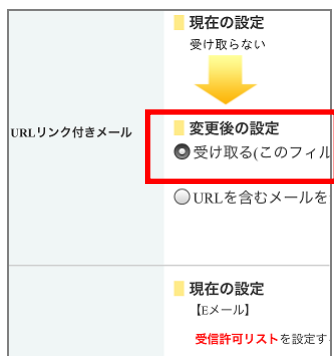 現在の設定
受け取らない
URLリンク付きメール
変更後の設定
受け取る(このフィル
URLを含むメールを
現在の設定
【Eメール】
受信許可リストを設定す